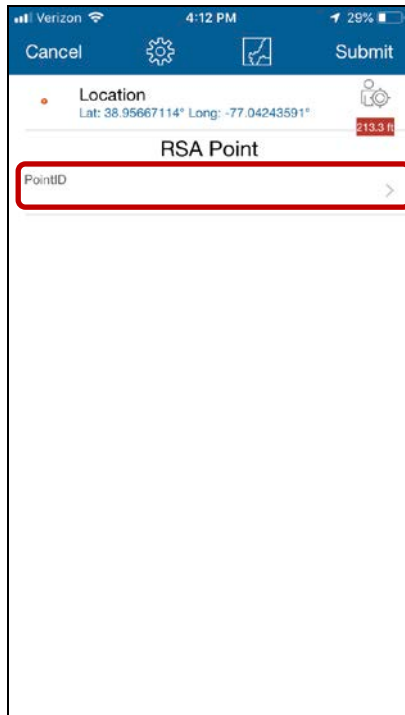 Verizon 4:12 PM 29%
Cancel Submit
Location
Lat: 38.95667114° Long: -77.04243591°
213.3 ft
RSA Point
PointID